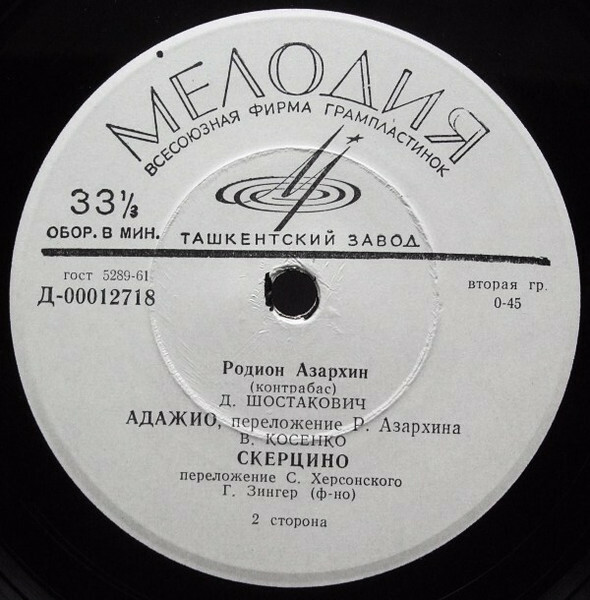 МЕЛОДИЯ
ВСЕСОЮЗНАЯ ФИРМА ГРАМПЛАСТИНОК
33⅓
ОБОР. В МИН.
ТАШКЕНТСКИЙ ЗАВОД
гост 5289-61
Д-00012718
вторая гр.
0-45
Родион Азархин
(контрабас)
Д. ШОСТАКОВИЧ
АДАЖИО, переложение Р. Азархина
В. КОСЕНКО
СКЕРЦИНО
переложение С. Херсонского
Г. Зингер (ф-но)
2 сторона